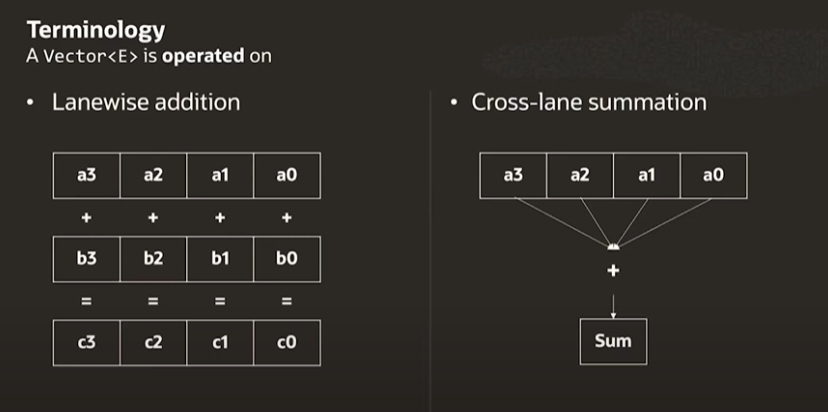 Terminology
A Vector<E> is operated on
• Lanewise addition
a3 a2 a1 a0
+ + + +
b3 b2 b1 b0
= = = =
c3 c2 c1 c0
• Cross-lane summation
a3 a2 a1 a0
+
Sum